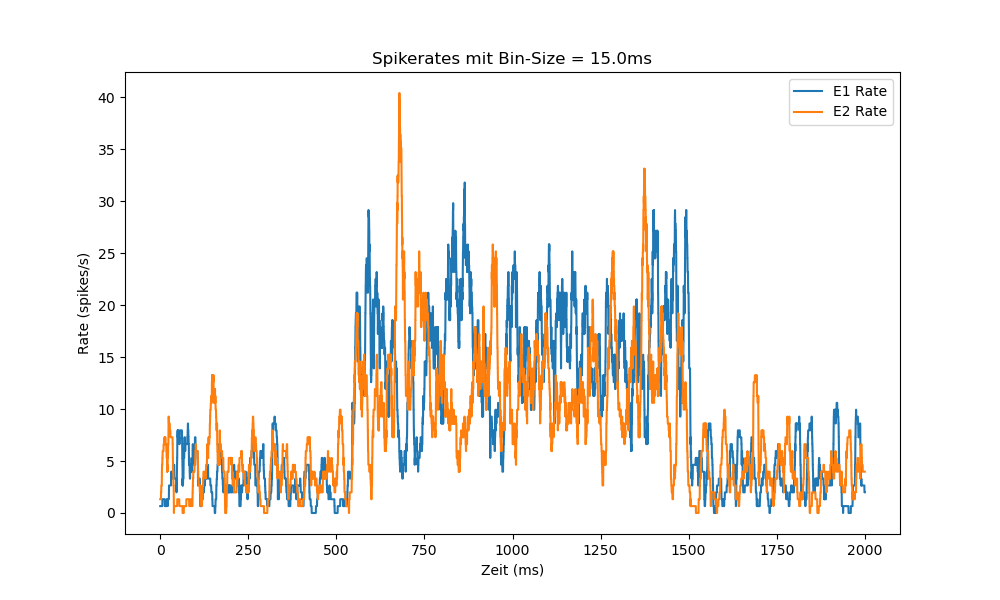 Spikerates mit Bin-Size = 15.0ms
E1 Rate
E2 Rate
Rate (spikes/s)
40
35
30
25
20
15
10
5
0
0 250 500 750 1000 1250 1500 1750 2000
Zeit (ms)